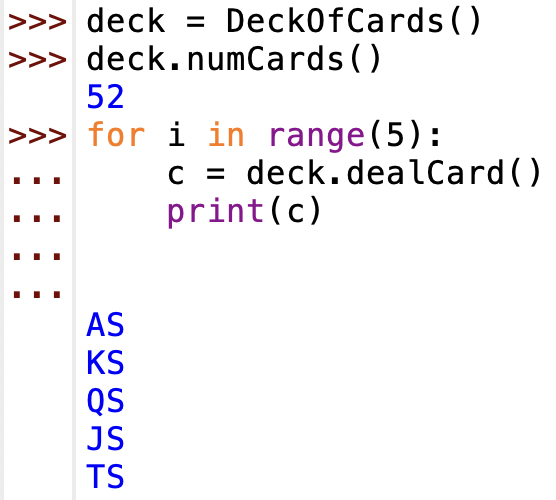 >>> deck = DeckOfCards()
>>> deck.numCards()
52
>>> for i in range(5):
...     c = deck.dealCard()
...     print(c)
...
...
AS
KS
QS
JS
TS